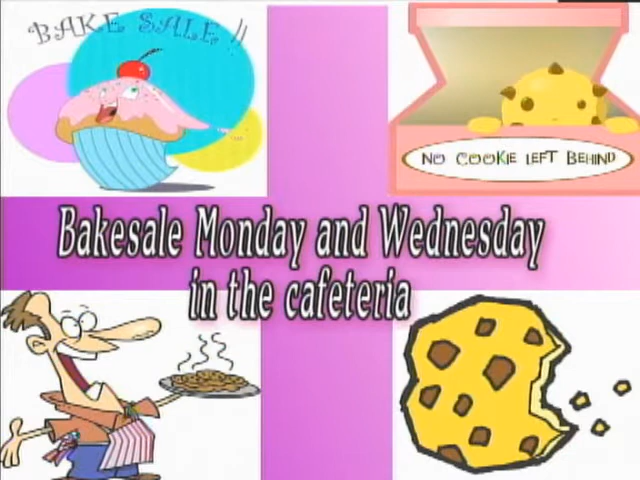 BAKE SALE !!
NO COOKIE LEFT BEHIND
Bakesale Monday and Wednesday
in the cafeteria